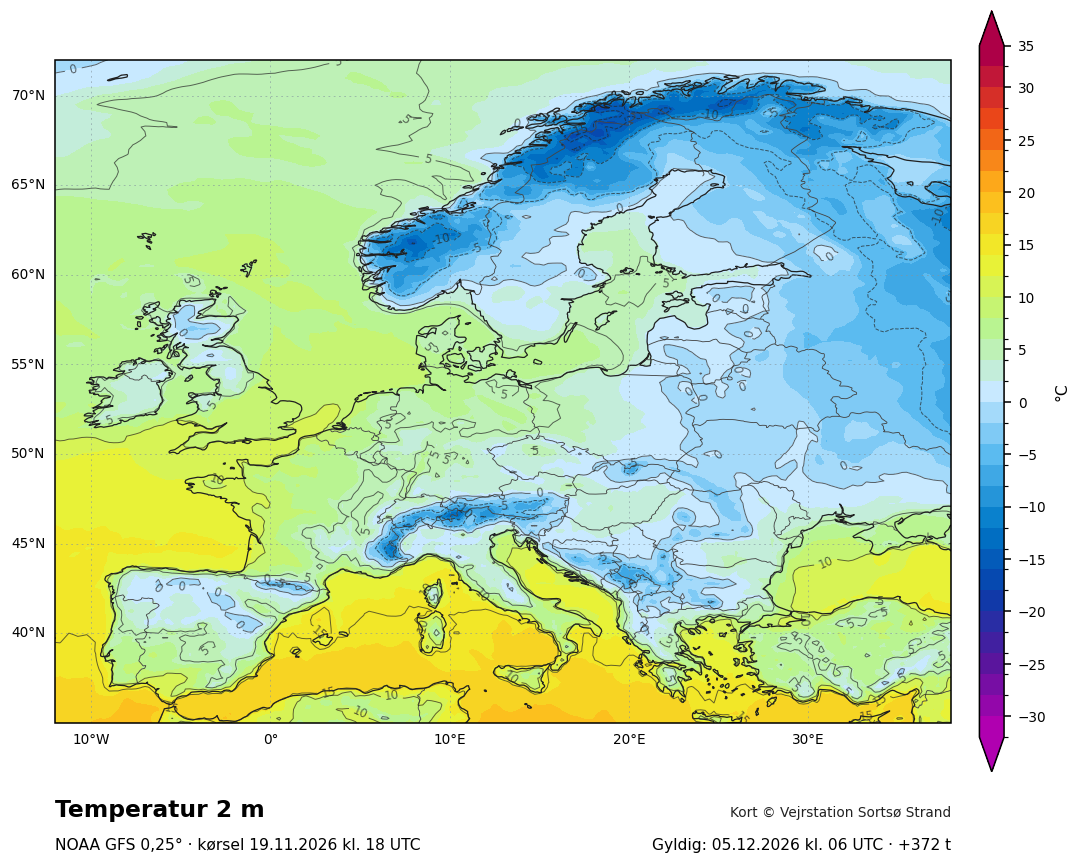 70°N
65°N
60°N
55°N
50°N
45°N
40°N
10°W 0° 10°E 20°E 30°E
35
30
25
20
15
10
5
0
−5
−10
−15
−20
−25
−30
°C
Temperatur 2 m
Kort © Vejrstation Sortsø Strand
NOAA GFS 0,25° · kørsel 19.11.2026 kl. 18 UTC
Gyldig: 05.12.2026 kl. 06 UTC · +372 t